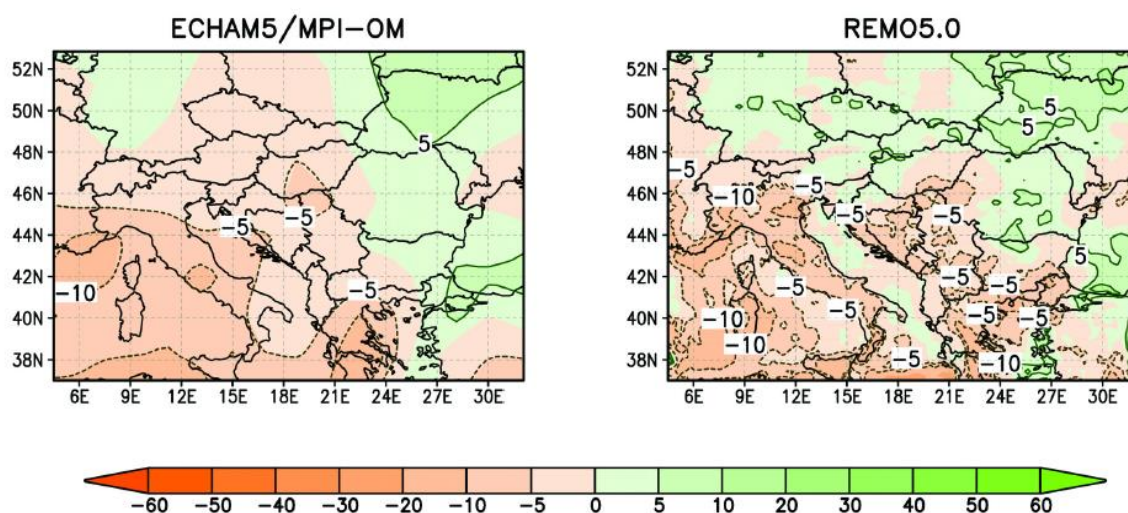 ECHAM5/MPI-OM REMO5.0
52N 52N
50N 5 50N 5
5
48N 48N
46N -5 -5 46N -5 -10 -5 -5 -5
44N 44N
42N -5 42N -5 -5 -5 5
-10 -10 -5 -5 -5
40N 40N
38N 38N -10 -5 -10
6E 9E 12E 15E 18E 21E 24E 27E 30E 6E 9E 12E 15E 18E 21E 24E 27E 30E
-60 -50 -40 -30 -20 -10 -5 0 5 10 20 30 40 50 60